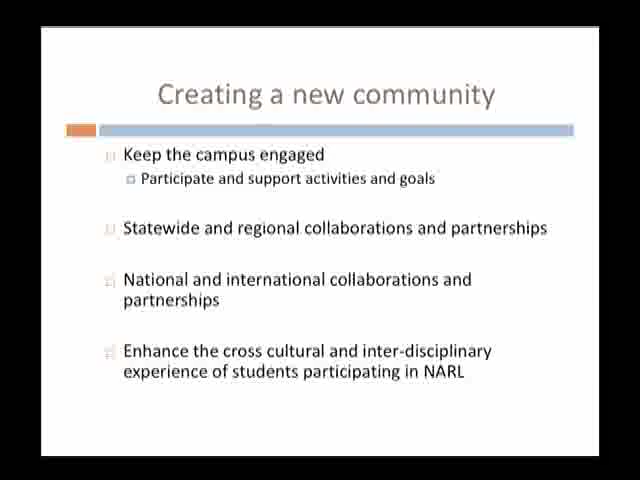 Creating a new community
Keep the campus engaged
Participate and support activities and goals
Statewide and regional collaborations and partnerships
National and international collaborations and
partnerships
Enhance the cross cultural and inter-disciplinary
experience of students participating in NARL